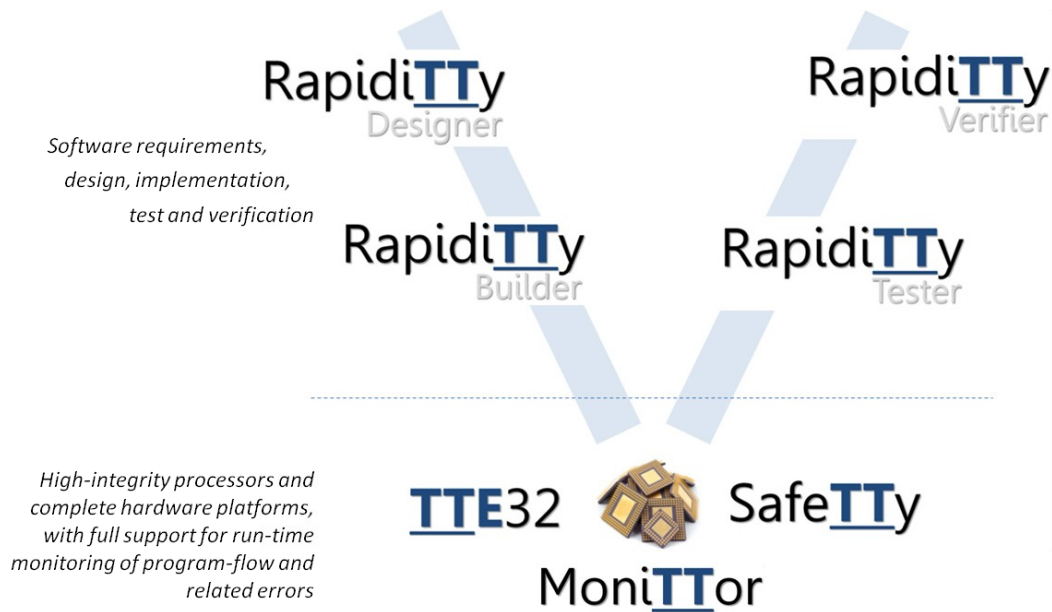 RapidiTTy
Designer
RapidiTTy
Verifier
Software requirements,
design, implementation,
test and verification
RapidiTTy
Builder
RapidiTTy
Tester
High-integrity processors and
complete hardware platforms,
with full support for run-time
monitoring of program-flow and
related errors
TTE32
SafeTTy
MoniTTor